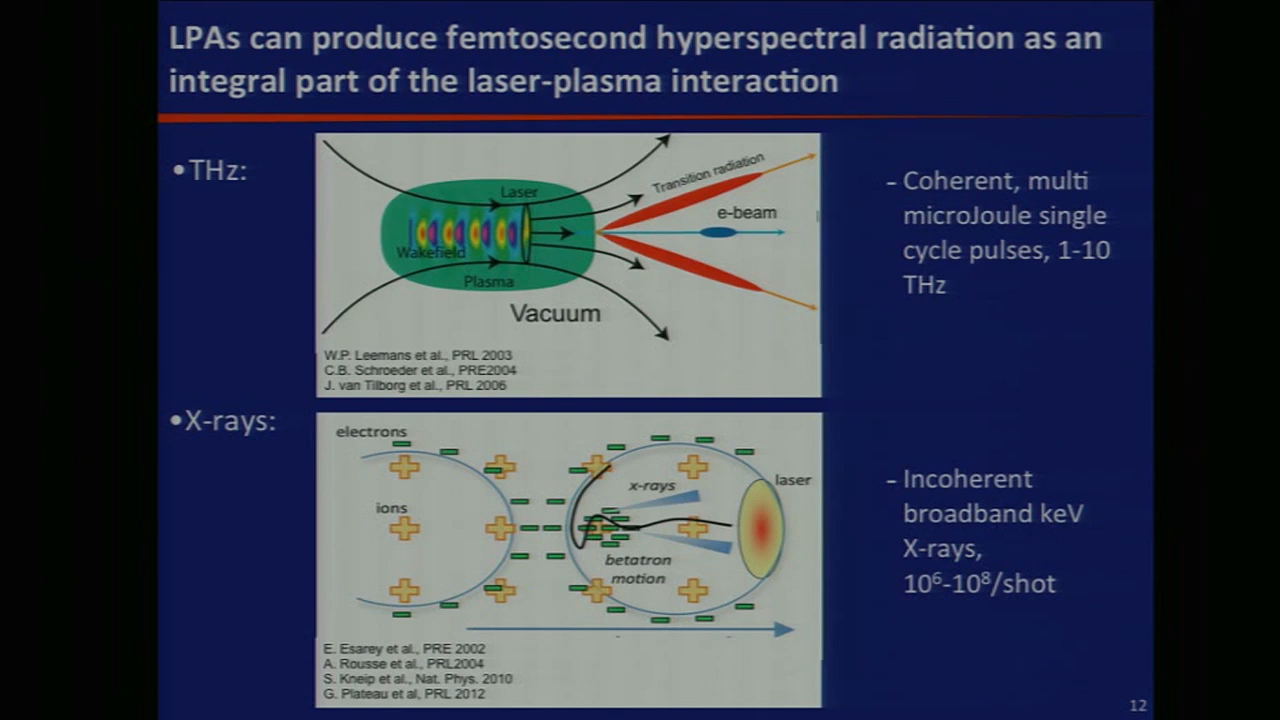 LPAs can produce femtosecond hyperspectral radiation as an
integral part of the laser-plasma interaction
•THz:
Laser
Wakefield
Plasma
Vacuum
Transition radiation
e-beam
W.P. Leemans et al., PRL 2003
C.B. Schroeder et al., PRE2004
J. van Tilborg et al., PRL 2006
- Coherent, multi
microJoule single
cycle pulses, 1-10
THz
•X-rays:
electrons
ions
x-rays
laser
betatron
motion
E. Esarey et al., PRE 2002
A. Rousse et al., PRL2004
S. Kneip et al., Nat. Phys. 2010
G. Plateau et al, PRL 2012
- Incoherent
broadband keV
X-rays,
10⁶-10⁸/shot
12